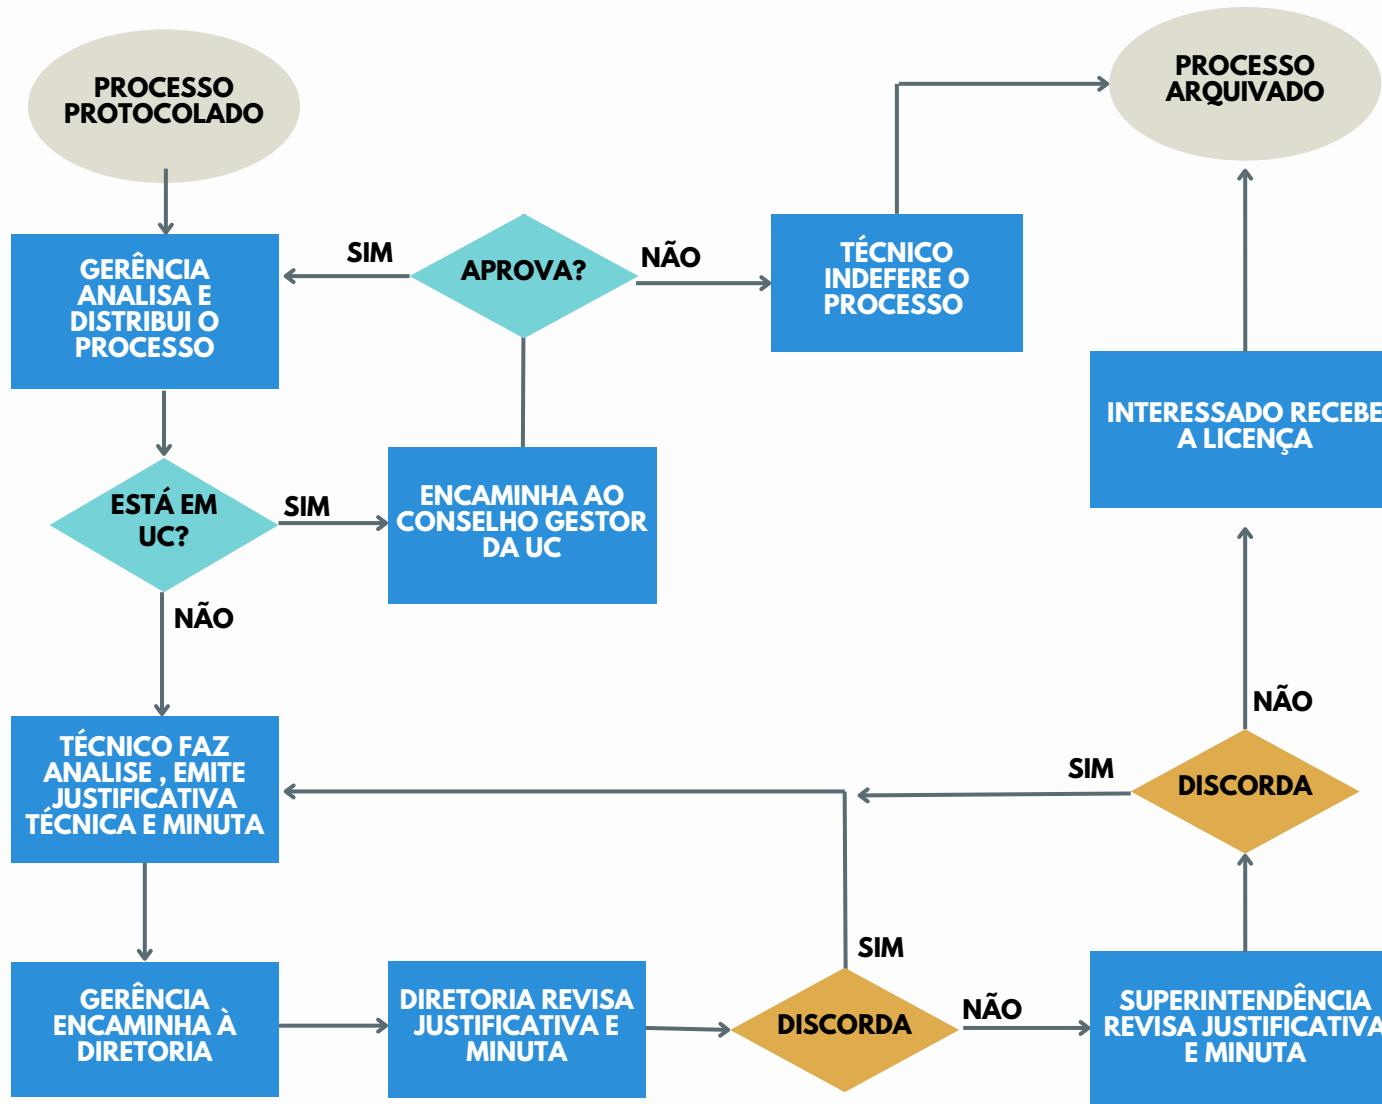 PROCESSO
PROTOCOLADO
PROCESSO
ARQUIVADO
GERÊNCIA
ANALISA E
DISTRIBUI O
PROCESSO
SIM
APROVA?
NÃO
TÉCNICO
INDEFERE O
PROCESSO
INTERESSADO RECEBE
A LICENÇA
ESTÁ EM
UC?
SIM
ENCAMINHA AO
CONSELHO GESTOR
DA UC
NÃO
TÉCNICO FAZ
ANALISE , EMITE
JUSTIFICATIVA
TÉCNICA E MINUTA
SIM
DISCORDA
NÃO
GERÊNCIA
ENCAMINHA À
DIRETORIA
DIRETORIA REVISA
JUSTIFICATIVA E
MINUTA
SIM
DISCORDA
NÃO
SUPERINTENDÊNCIA
REVISA JUSTIFICATIVA
E MINUTA